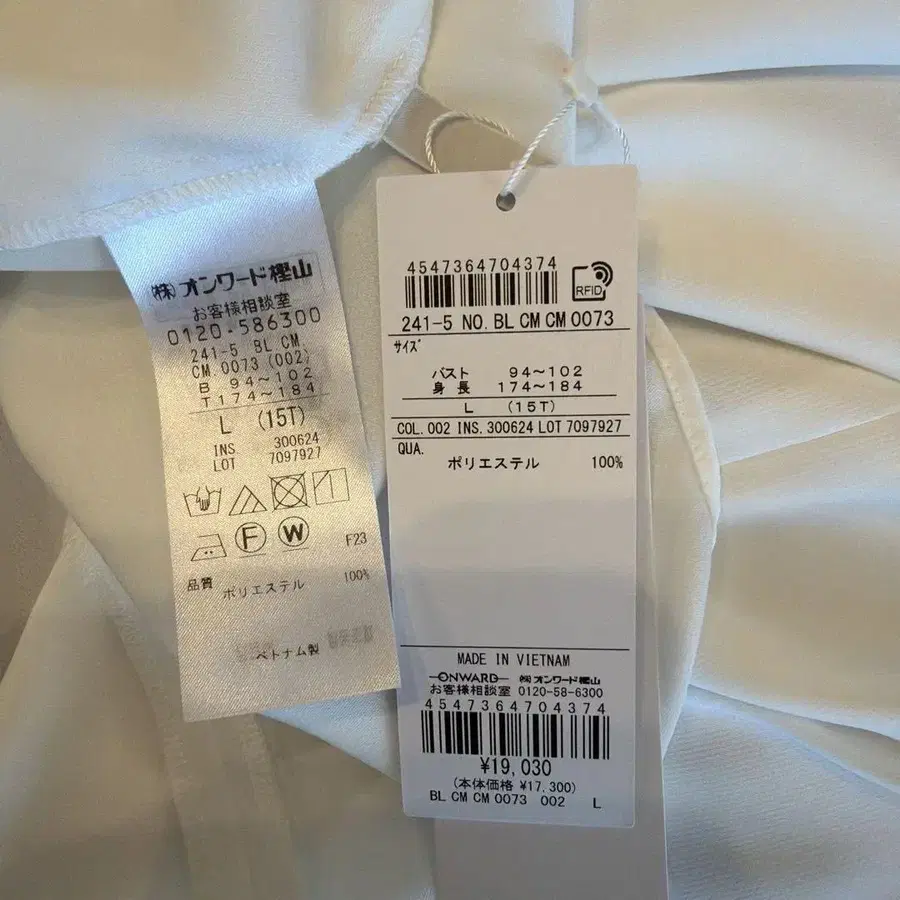 (株)オンワード樫山
お客様相談室
0120-586300
241-5 BL CM
CM 0073 (002)
B 94～102
T 174～184
L (15T)
INS. 300624
LOT 7097927
F
W
F23
品質
ポリエステル 100%
ベトナム製
4547364704374
RFID
241-5 NO. BL CM CM 0073
サイズ
バスト 94～102
身長 174～184
L (15T)
COL. 002 INS. 300624 LOT 7097927
QUA.
ポリエステル 100%
MADE IN VIETNAM
ONWARD ㈱オンワード樫山
お客様相談室 0120-58-6300
4547364704374
¥19,030
(本体価格 ¥17,300)
BL CM CM 0073 002 L